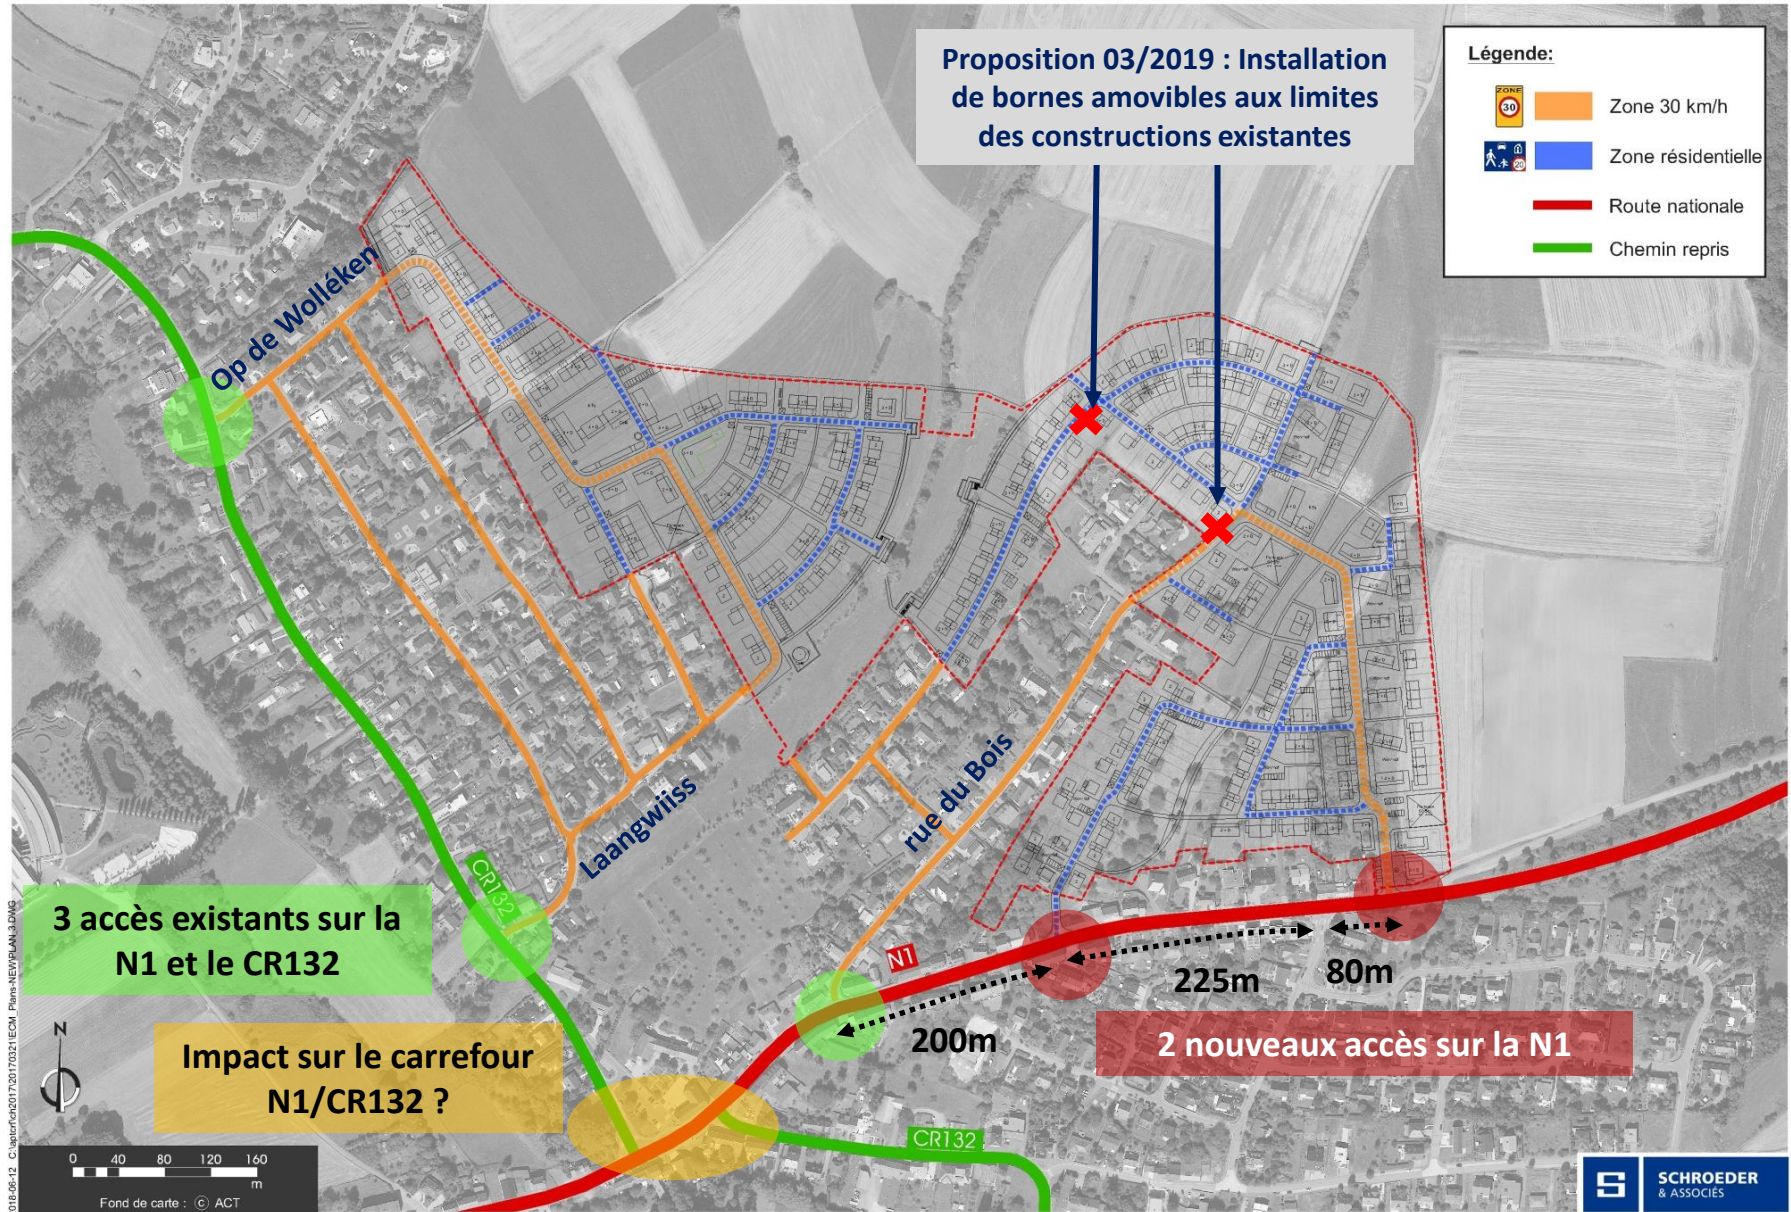 Proposition 03/2019 : Installation
de bornes amovibles aux limites
des constructions existantes
Légende:
ZONE
30
Zone 30 km/h
20
Zone résidentielle
Route nationale
Chemin repris
Op de Wolléken
Laangwiiss
rue du Bois
CR132
3 accès existants sur la
N1 et le CR132
N1
225m
80m
200m
2 nouveaux accès sur la N1
Impact sur le carrefour
N1/CR132 ?
CR132
N
0 40 80 120 160
m
Fond de carte : © ACT
S
SCHROEDER
& ASSOCIÉS